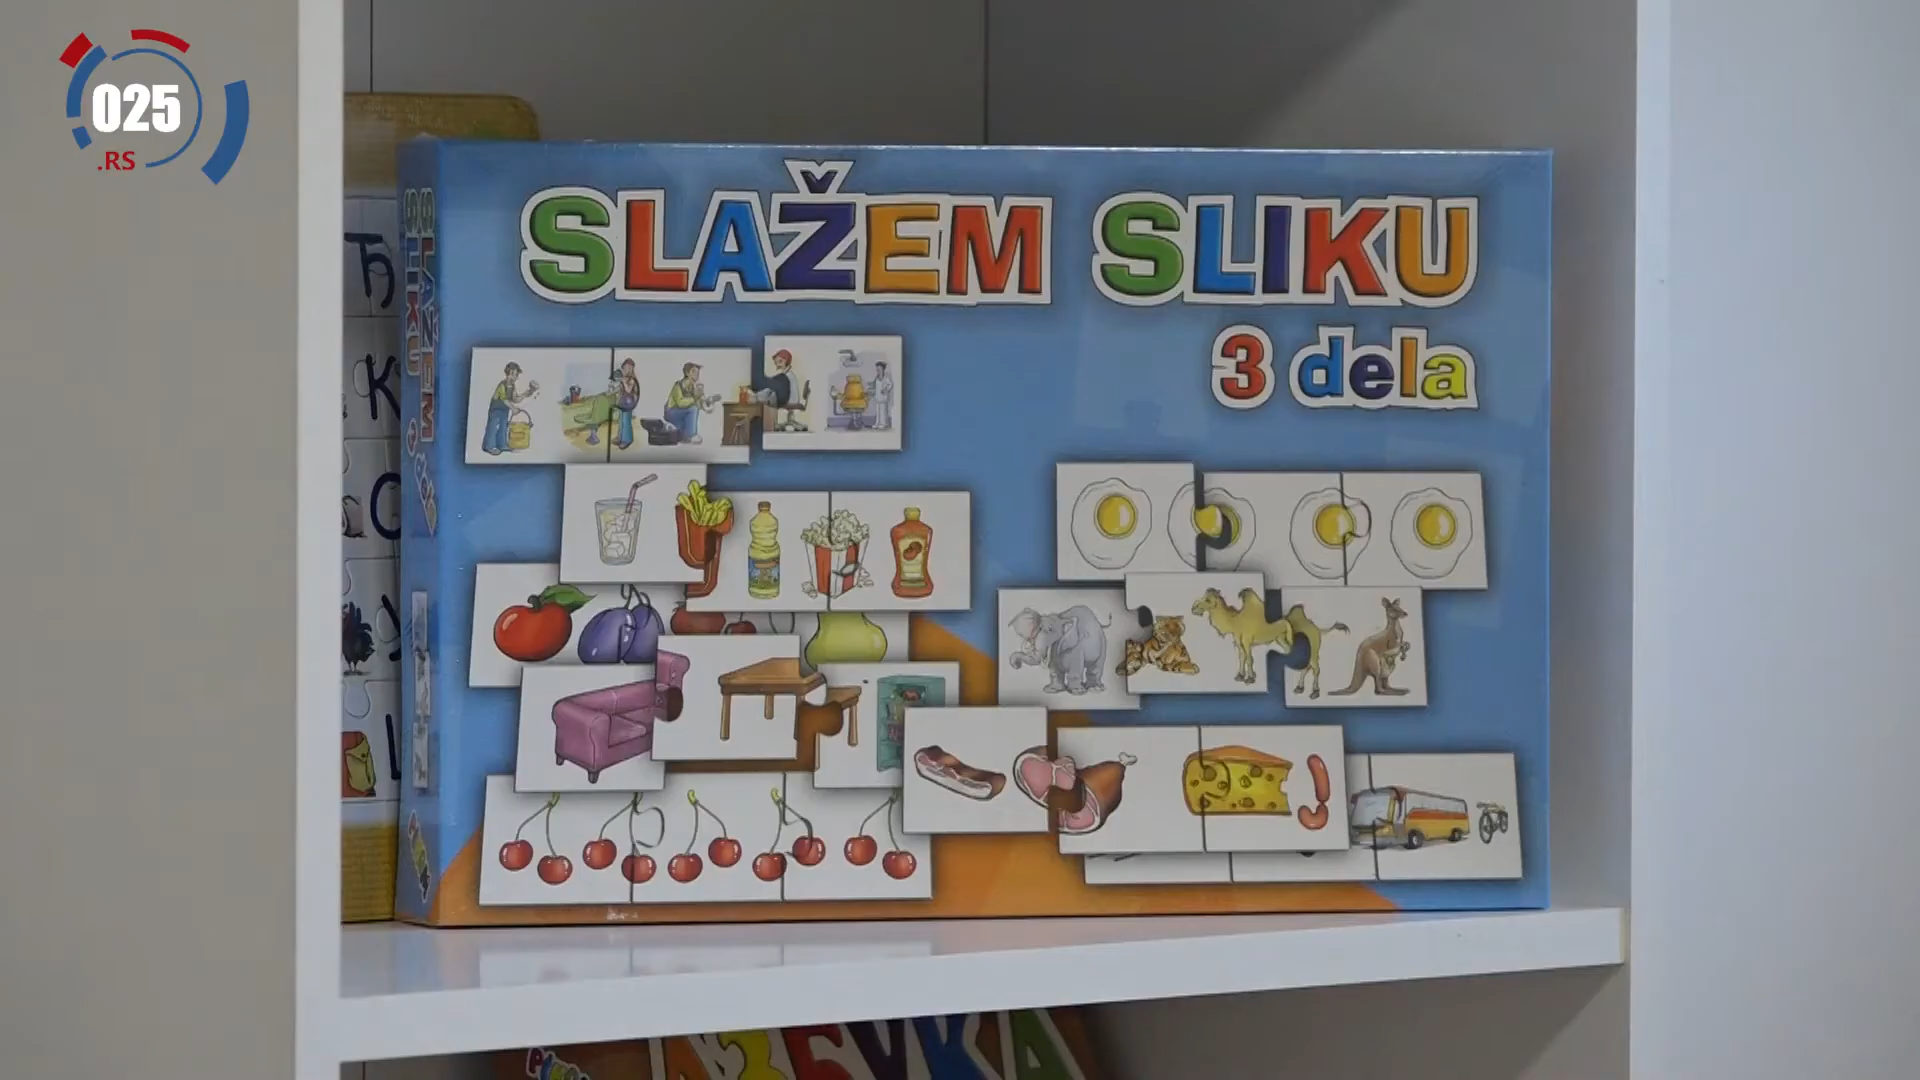 025
.RS
SLAŽEM SLIKU
3 dela
SLAŽEM
SLIKU
Ђ
К